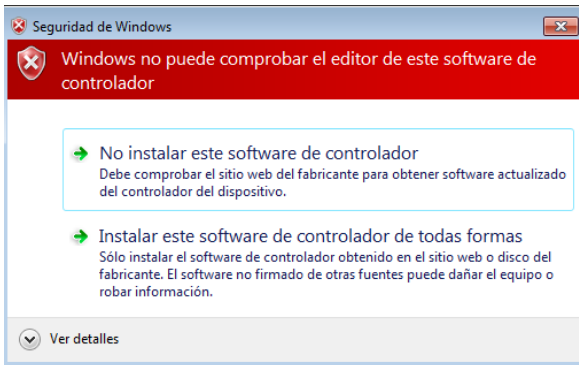 Seguridad de Windows
Windows no puede comprobar el editor de este software de
controlador
No instalar este software de controlador
Debe comprobar el sitio web del fabricante para obtener software actualizado
del controlador del dispositivo.
Instalar este software de controlador de todas formas
Sólo instalar el software de controlador obtenido en el sitio web o disco del
fabricante. El software no firmado de otras fuentes puede dañar el equipo o
robar información.
Ver detalles